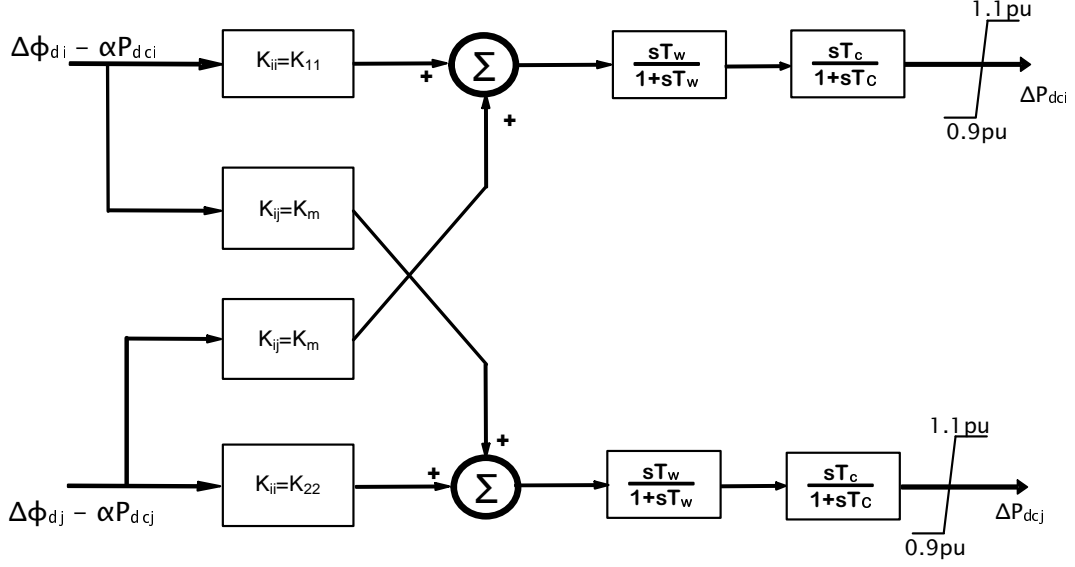 1.1pu
Δϕdi – αPdci
Kii=K11
+
Σ
sTw
1+sTw
sTc
1+sTC
ΔPdci
0.9pu
+
Kij=Km
Kij=Km
1.1pu
+
Kii=K22
+
Σ
sTw
1+sTw
sTc
1+sTC
Δϕdj – αPdcj
ΔPdcj
0.9pu